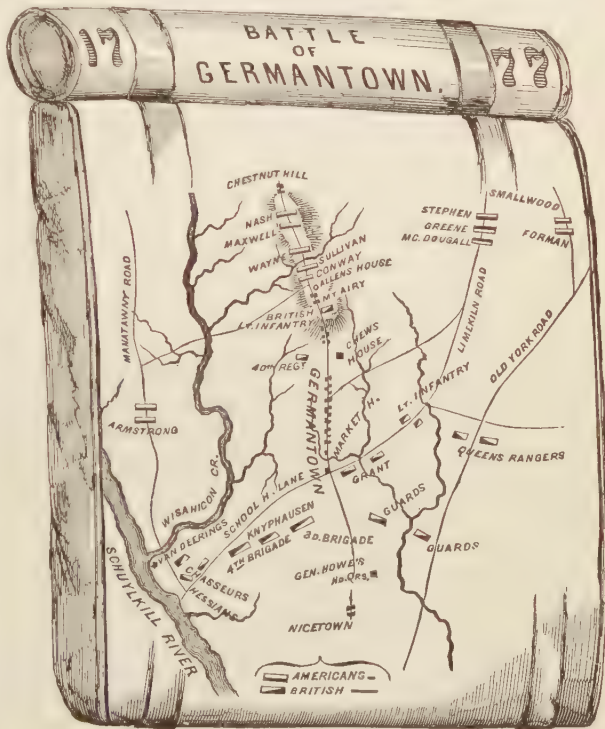 17
BATTLE
OF
GERMANTOWN.
77
CHESTNUT HILL
NASH
MAXWELL
WAYNE
SULLIVAN
CONWAY
ALLENS HOUSE
MT AIRY
BRITISH
LT. INFANTRY
STEPHEN
GREENE
MC. DOUGALL
SMALLWOOD
FORMAN
MANATAWNY ROAD
LIMEKILN ROAD
OLD YORK ROAD
40TH REGT
CHEWS
HOUSE
GERMANTOWN
MARKET H.
LT. INFANTRY
ARMSTRONG
QUEENS RANGERS
WISAHICON CR.
SCHOOL H. LANE
GRANT
GUARDS
GUARDS
VAN DEERINGS
KNYPHAUSEN
4TH BRIGADE
3D. BRIGADE
CHASSEURS
HESSIANS
GEN. HOWE'S
HD. QRS.
NICETOWN
SCHUYLKILL RIVER
AMERICANS
BRITISH